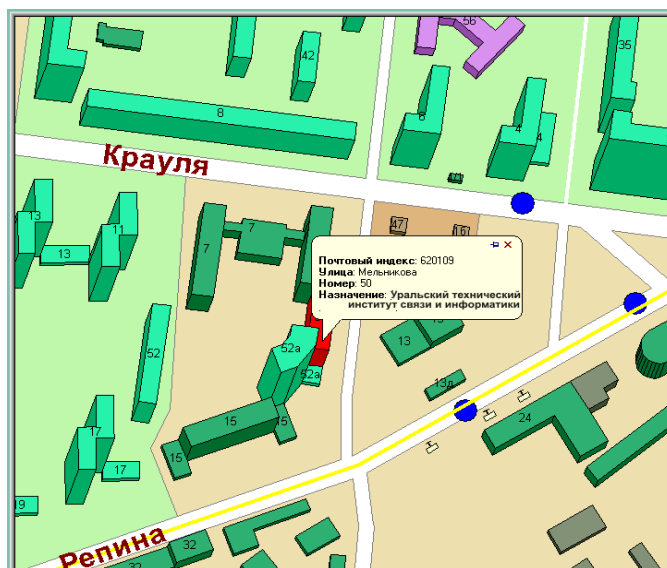 56
42
35
8
6
4
4
Крауля
13
11
7
7
47
16
13
Почтовый индекс: 620109
Улица: Мельникова
Номер: 50
Назначение: Уральский технический
институт связи и информатики
52
52а
13
13
52а
13д
15
15
24
17
15
17
19
Репина
32
32